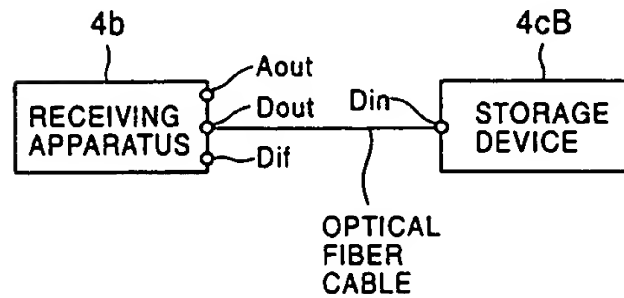 4b
4cB
Aout
RECEIVING
APPARATUS
Dout
Din
STORAGE
DEVICE
Dif
OPTICAL
FIBER
CABLE